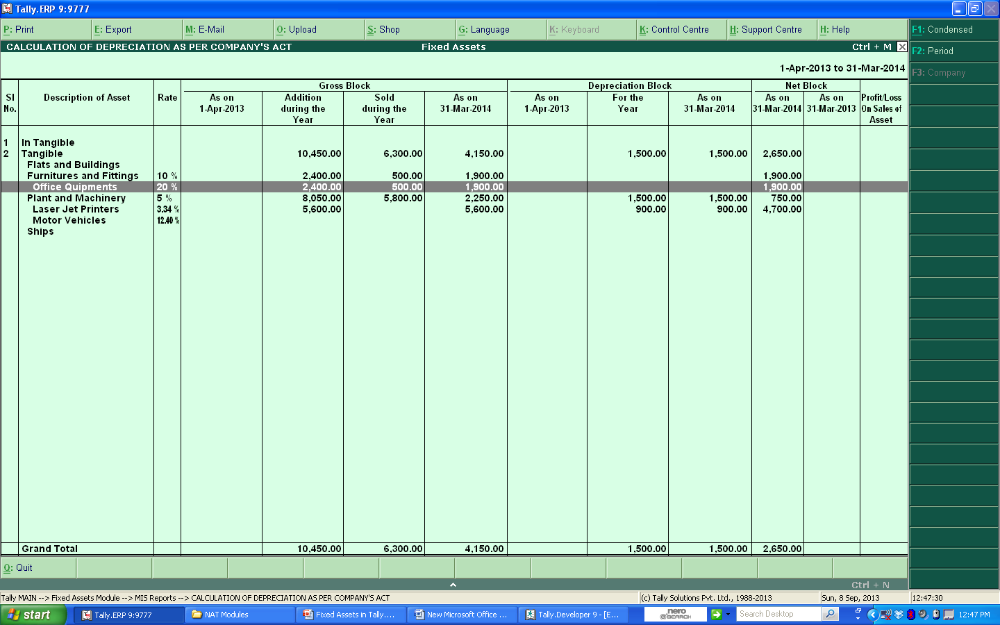 Tally.ERP 9:9777
P: Print E: Export M: E-Mail O: Upload S: Shop G: Language K: Keyboard K: Control Centre H: Support Centre H: Help
F1: Condensed
F2: Period
F3: Company
CALCULATION OF DEPRECIATION AS PER COMPANY'S ACT Fixed Assets Ctrl + M
1-Apr-2013 to 31-Mar-2014
Gross Block Depreciation Block Net Block
Sl Description of Asset Rate As on Addition Sold As on As on For the As on As on As on Profit/Loss
No. 1-Apr-2013 during the during the 31-Mar-2014 1-Apr-2013 Year 31-Mar-2014 31-Mar-2014 31-Mar-2013 On Sales of
Year Year Asset
1 In Tangible
2 Tangible 10,450.00 6,300.00 4,150.00 1,500.00 1,500.00 2,650.00
Flats and Buildings
Furnitures and Fittings 10 % 2,400.00 500.00 1,900.00 1,900.00
Office Quipments 20 % 2,400.00 500.00 1,900.00 1,900.00
Plant and Machinery 5 % 8,050.00 5,800.00 2,250.00 1,500.00 1,500.00 750.00
Laser Jet Printers 3.34 % 5,600.00 5,600.00 900.00 900.00 4,700.00
Motor Vehicles 12.40 %
Ships
Grand Total 10,450.00 6,300.00 4,150.00 1,500.00 1,500.00 2,650.00
Q: Quit
Ctrl + N
Tally MAIN --> Fixed Assets Module --> MIS Reports --> CALCULATION OF DEPRECIATION AS PER COMPANY'S ACT (c) Tally Solutions Pvt. Ltd., 1988-2013 Sun, 8 Sep, 2013 12:47:30
start Tally.ERP 9:9777 NAT Modules Fixed Assets in Tally.... New Microsoft Office ... Tally.Developer 9 - [E... nero SEARCH Search Desktop 12:47 PM